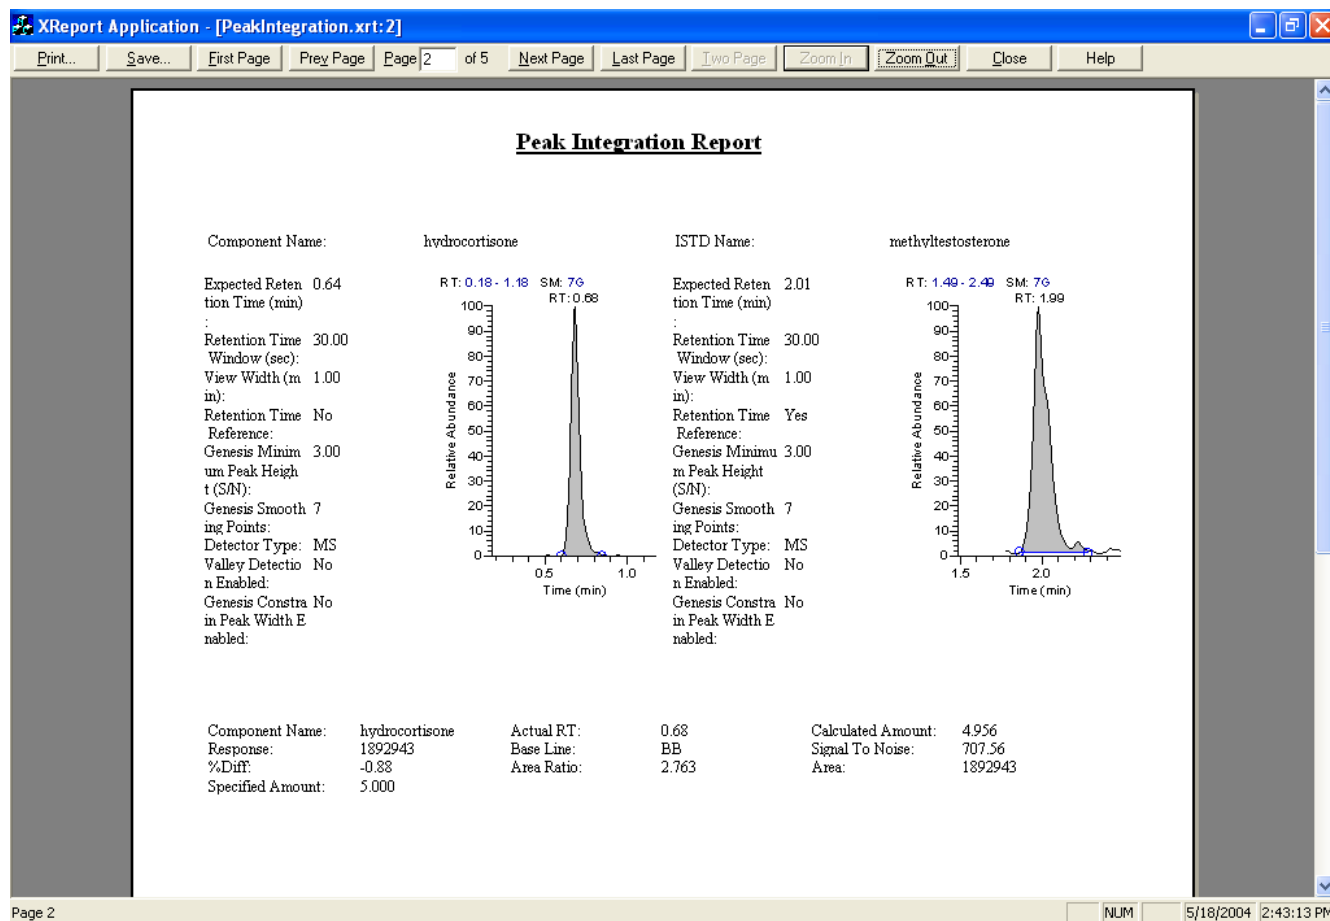 XReport Application - [PeakIntegration.xrt:2]
Print... Save... First Page Prev Page Page 2 of 5 Next Page Last Page Two Page Zoom In Zoom Out Close Help
Peak Integration Report
Component Name: hydrocortisone
Expected Reten 0.64
tion Time (min)
:
Retention Time 30.00
Window (sec):
View Width (m 1.00
in):
Retention Time No
Reference:
Genesis Minim 3.00
um Peak Heigh
t (S/N):
Genesis Smooth 7
ing Points:
Detector Type: MS
Valley Detectio No
n Enabled:
Genesis Constra No
in Peak Width E
nabled:
RT: 0.18 - 1.18 SM: 7G
RT: 0.68
100
90
80
70
60
50
40
30
20
10
0
Relative Abundance
0.5 1.0
Time (min)
ISTD Name: methyltestosterone
Expected Reten 2.01
tion Time (min)
:
Retention Time 30.00
Window (sec):
View Width (m 1.00
in):
Retention Time Yes
Reference:
Genesis Minimu 3.00
m Peak Height
(S/N):
Genesis Smooth 7
ing Points:
Detector Type: MS
Valley Detectio No
n Enabled:
Genesis Constra No
in Peak Width E
nabled:
RT: 1.49 - 2.49 SM: 7G
RT: 1.99
100
90
80
70
60
50
40
30
20
10
0
Relative Abundance
1.5 2.0
Time (min)
Component Name: hydrocortisone Actual RT: 0.68 Calculated Amount: 4.956
Response: 1892943 Base Line: BB Signal To Noise: 707.56
%Diff: -0.88 Area Ratio: 2.763 Area: 1892943
Specified Amount: 5.000
Page 2 NUM 5/18/2004 2:43:13 PM